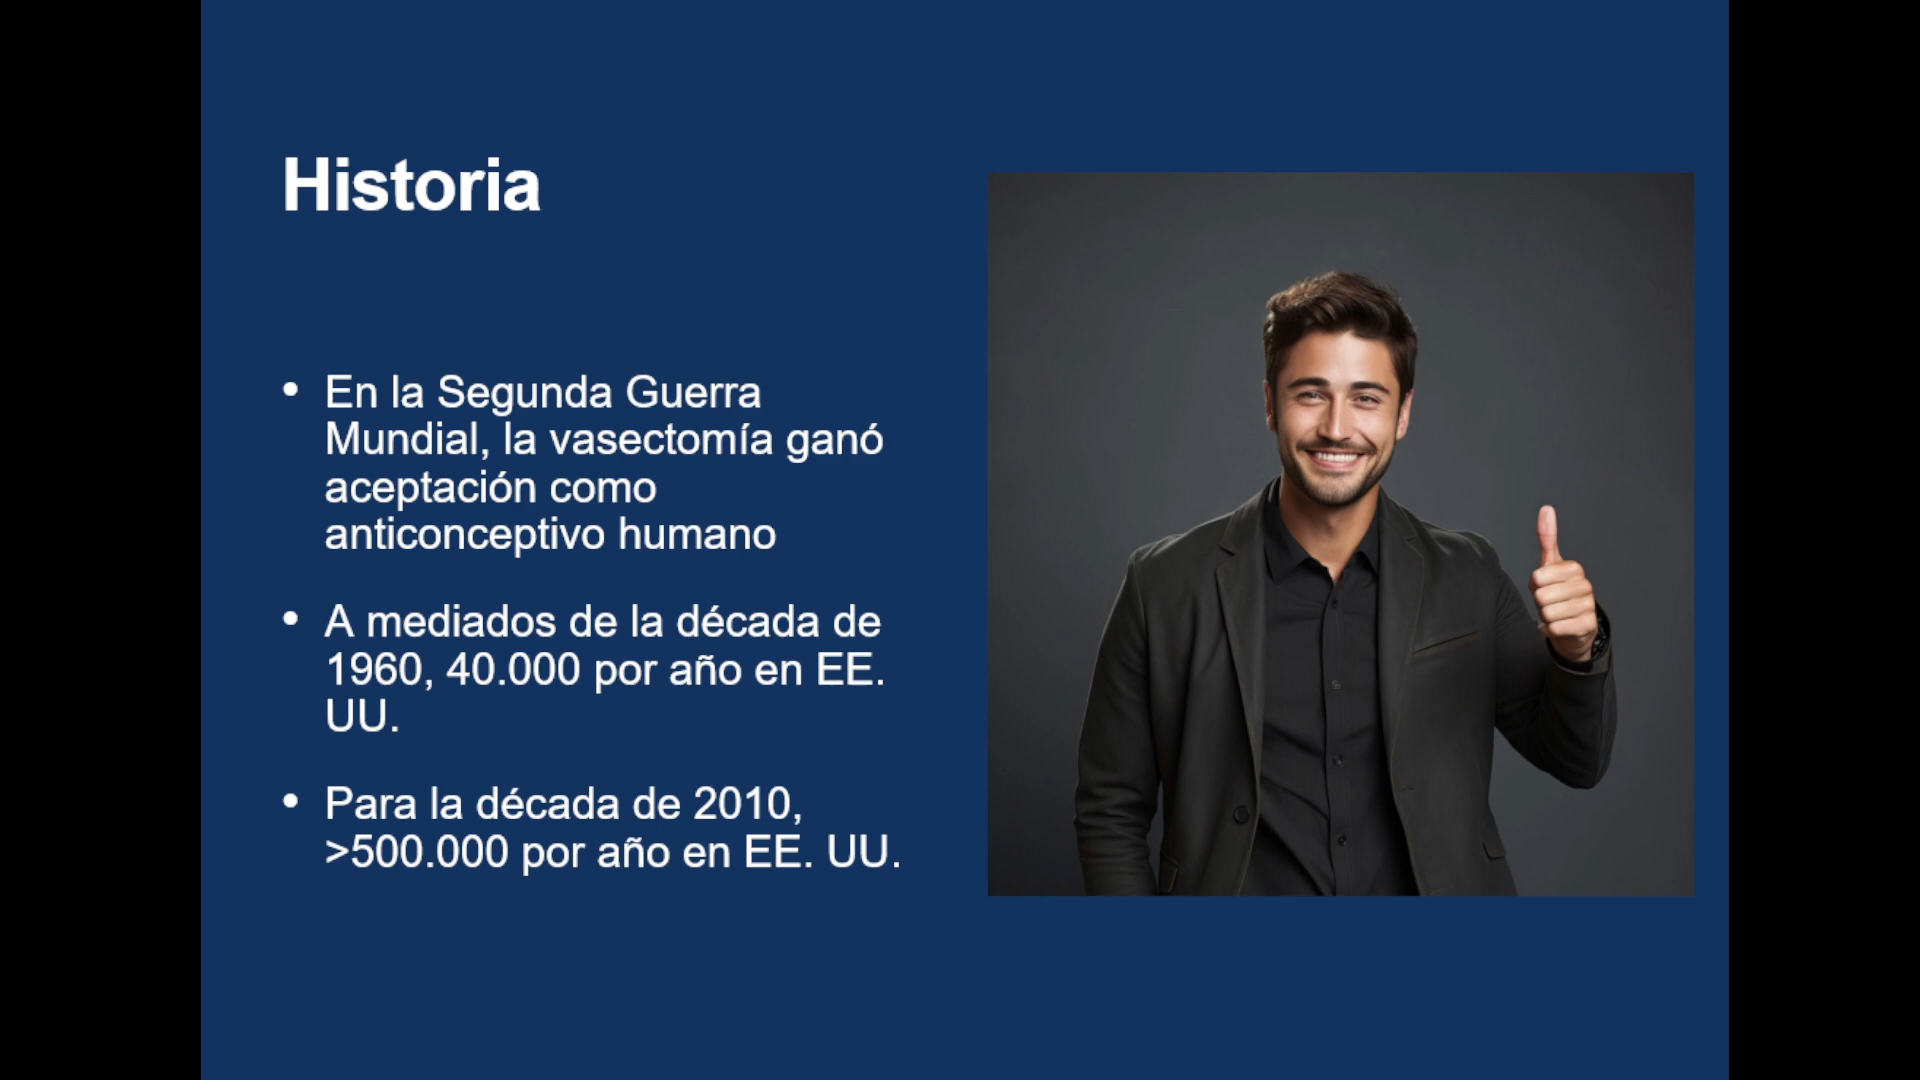 Historia
• En la Segunda Guerra
Mundial, la vasectomía ganó
aceptación como
anticonceptivo humano
• A mediados de la década de
1960, 40.000 por año en EE.
UU.
• Para la década de 2010,
>500.000 por año en EE. UU.